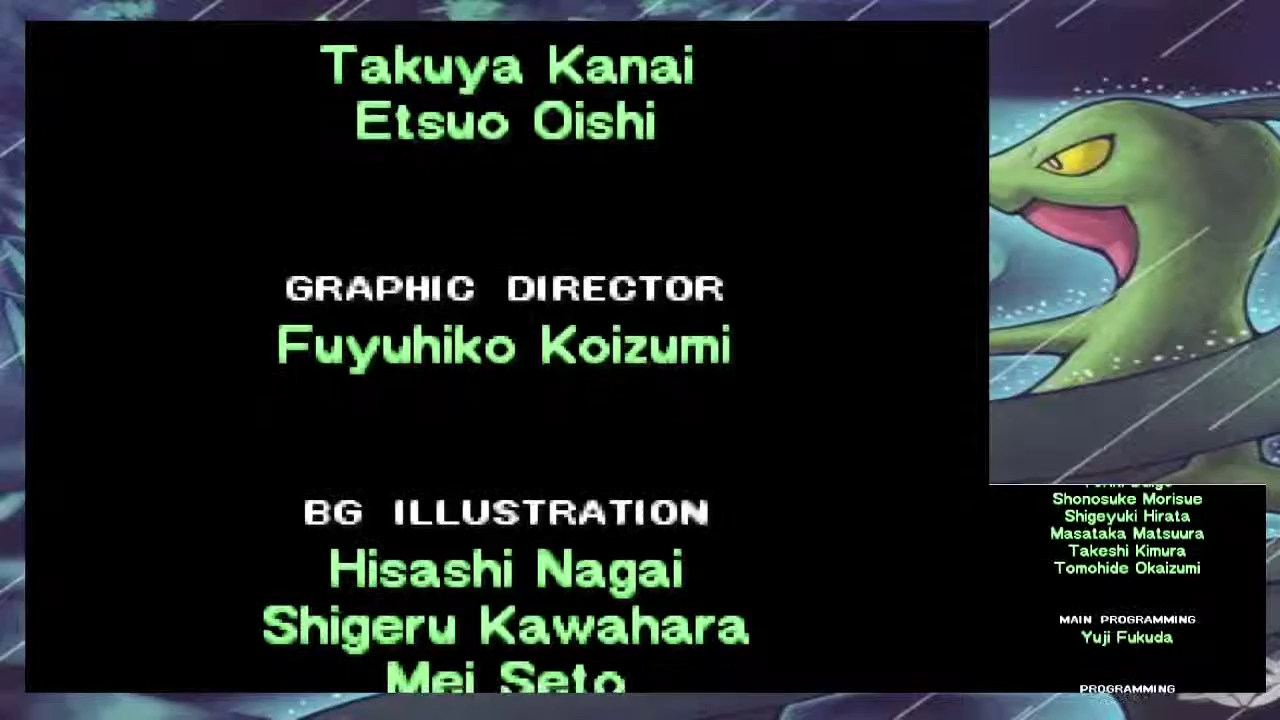 Takuya Kanai
Etsuo Oishi
GRAPHIC DIRECTOR
Fuyuhiko Koizumi
BG ILLUSTRATION
Hisashi Nagai
Shigeru Kawahara
Mei Seto
Shonosuke Morisue
Shigeyuki Hirata
Masataka Matsuura
Takeshi Kimura
Tomohide Okaizumi
MAIN PROGRAMMING
Yuji Fukuda
PROGRAMMING